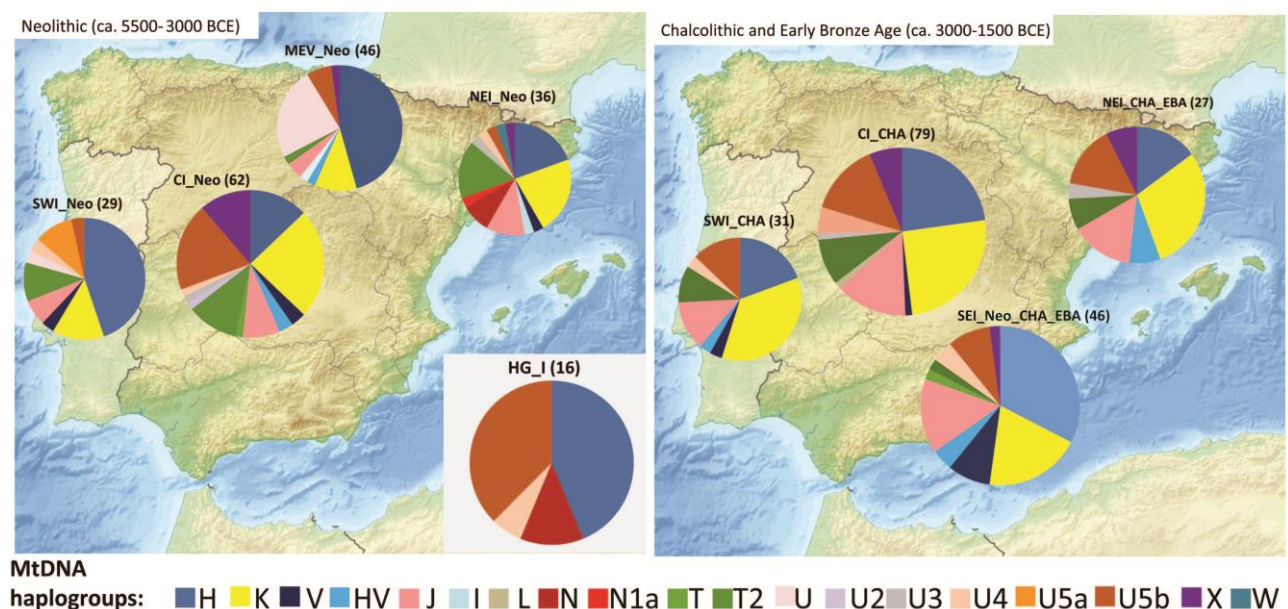 Neolithic (ca. 5500-3000 BCE)
MEV_Neo (46)
NEI_Neo (36)
CI_Neo (62)
SWI_Neo (29)
HG_I (16)
Chalcolithic and Early Bronze Age (ca. 3000-1500 BCE)
NEI_CHA_EBA (27)
CI_CHA (79)
SWI_CHA (31)
SEI_Neo_CHA_EBA (46)
MtDNA
haplogroups: H K V HV J I L N N1a T T2 U U2 U3 U4 U5a U5b X W